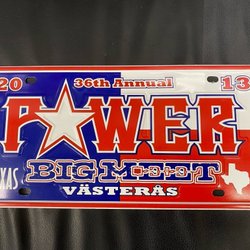 20 36th Annual 13
POWER
BIG MEET
XAS
VÄSTERÅS